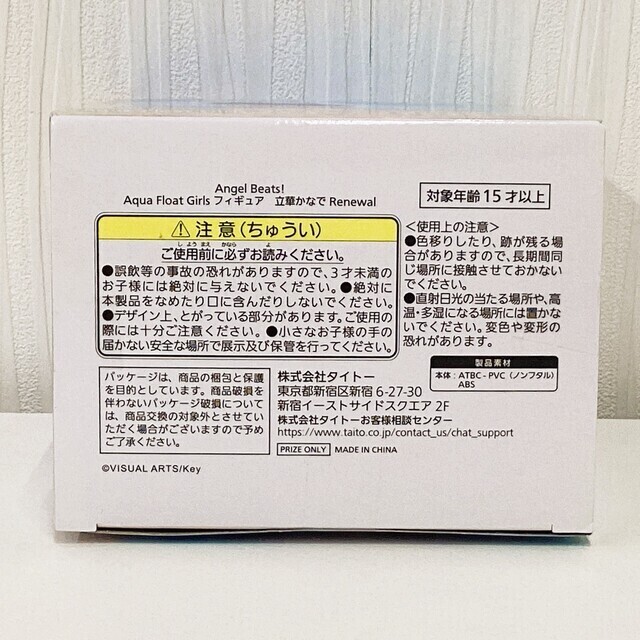 Angel Beats!
Aqua Float Girls フィギュア 立華かなで Renewal
対象年齢 15 才以上
⚠ 注意(ちゅうい)
ご使用前に必ずお読みください。
しようまえ かなら よ
●誤飲等の事故の恐れがありますので、3才未満の
お子様には絶対に与えないでください。●絶対に
本製品をなめたり口に含んだりしないでください。
●デザイン上、とがっている部分があります。ご使用の
際には十分ご注意ください。●小さなお子様の手の
届かない安全な場所で展示及び保管を行ってください。
<使用上の注意>
●色移りしたり、跡が残る場
合がありますので、長期間同
じ場所に接触させておかない
でください。
●直射日光の当たる場所や、高
温・多湿になる場所には置かな
いでください。変色や変形の
恐れがあります。
製品素材
本体:ATBC-PVC(ノンフタル)
ABS
パッケージは、商品の梱包と保護
を目的としています。商品破損を
伴わないパッケージ破損について
は、商品交換の対象外とさせてい
ただく場合がございますので予め
ご了承ください。
株式会社タイトー
東京都新宿区新宿 6-27-30
新宿イーストサイドスクエア 2F
株式会社タイトーお客様相談センター
https://www.taito.co.jp/contact_us/chat_support
PRIZE ONLY MADE IN CHINA
©VISUAL ARTS/Key